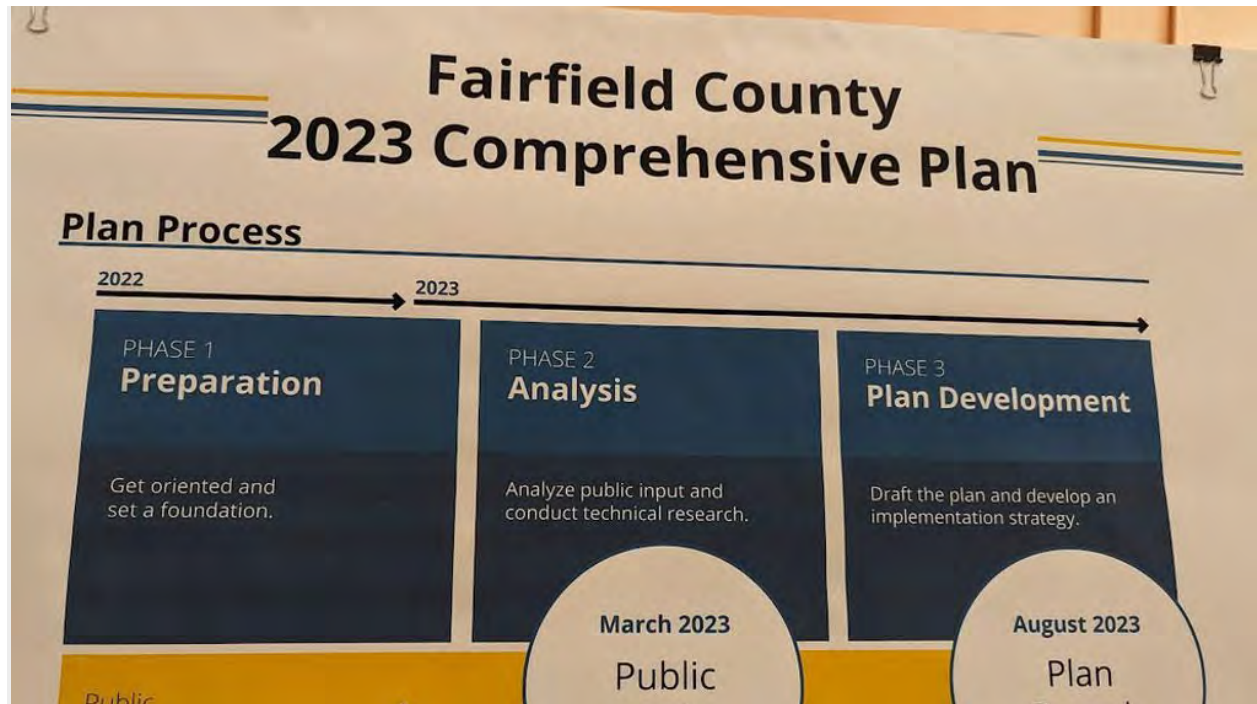 Fairfield County
2023 Comprehensive Plan
Plan Process
2022
2023
PHASE 1
Preparation
Get oriented and
set a foundation.
PHASE 2
Analysis
Analyze public input and
conduct technical research.
PHASE 3
Plan Development
Draft the plan and develop an
implementation strategy.
March 2023
Public
August 2023
Plan
Public